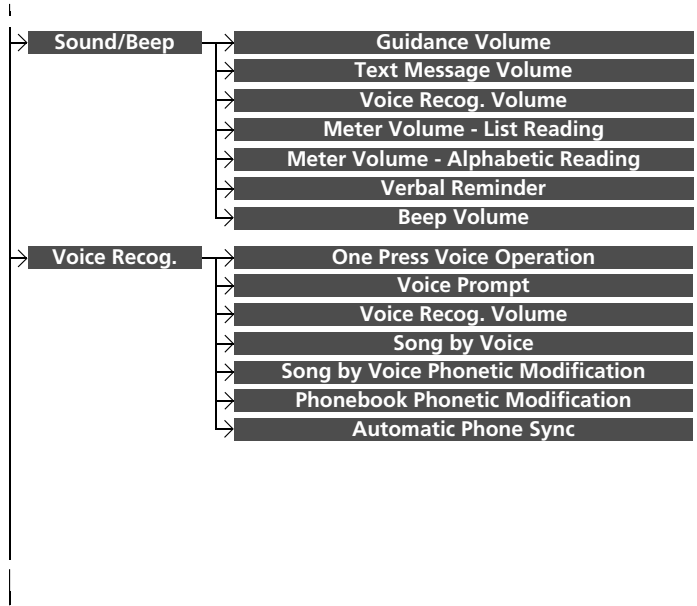 Sound/Beep
Guidance Volume
Text Message Volume
Voice Recog. Volume
Meter Volume - List Reading
Meter Volume - Alphabetic Reading
Verbal Reminder
Beep Volume
Voice Recog.
One Press Voice Operation
Voice Prompt
Voice Recog. Volume
Song by Voice
Song by Voice Phonetic Modification
Phonebook Phonetic Modification
Automatic Phone Sync